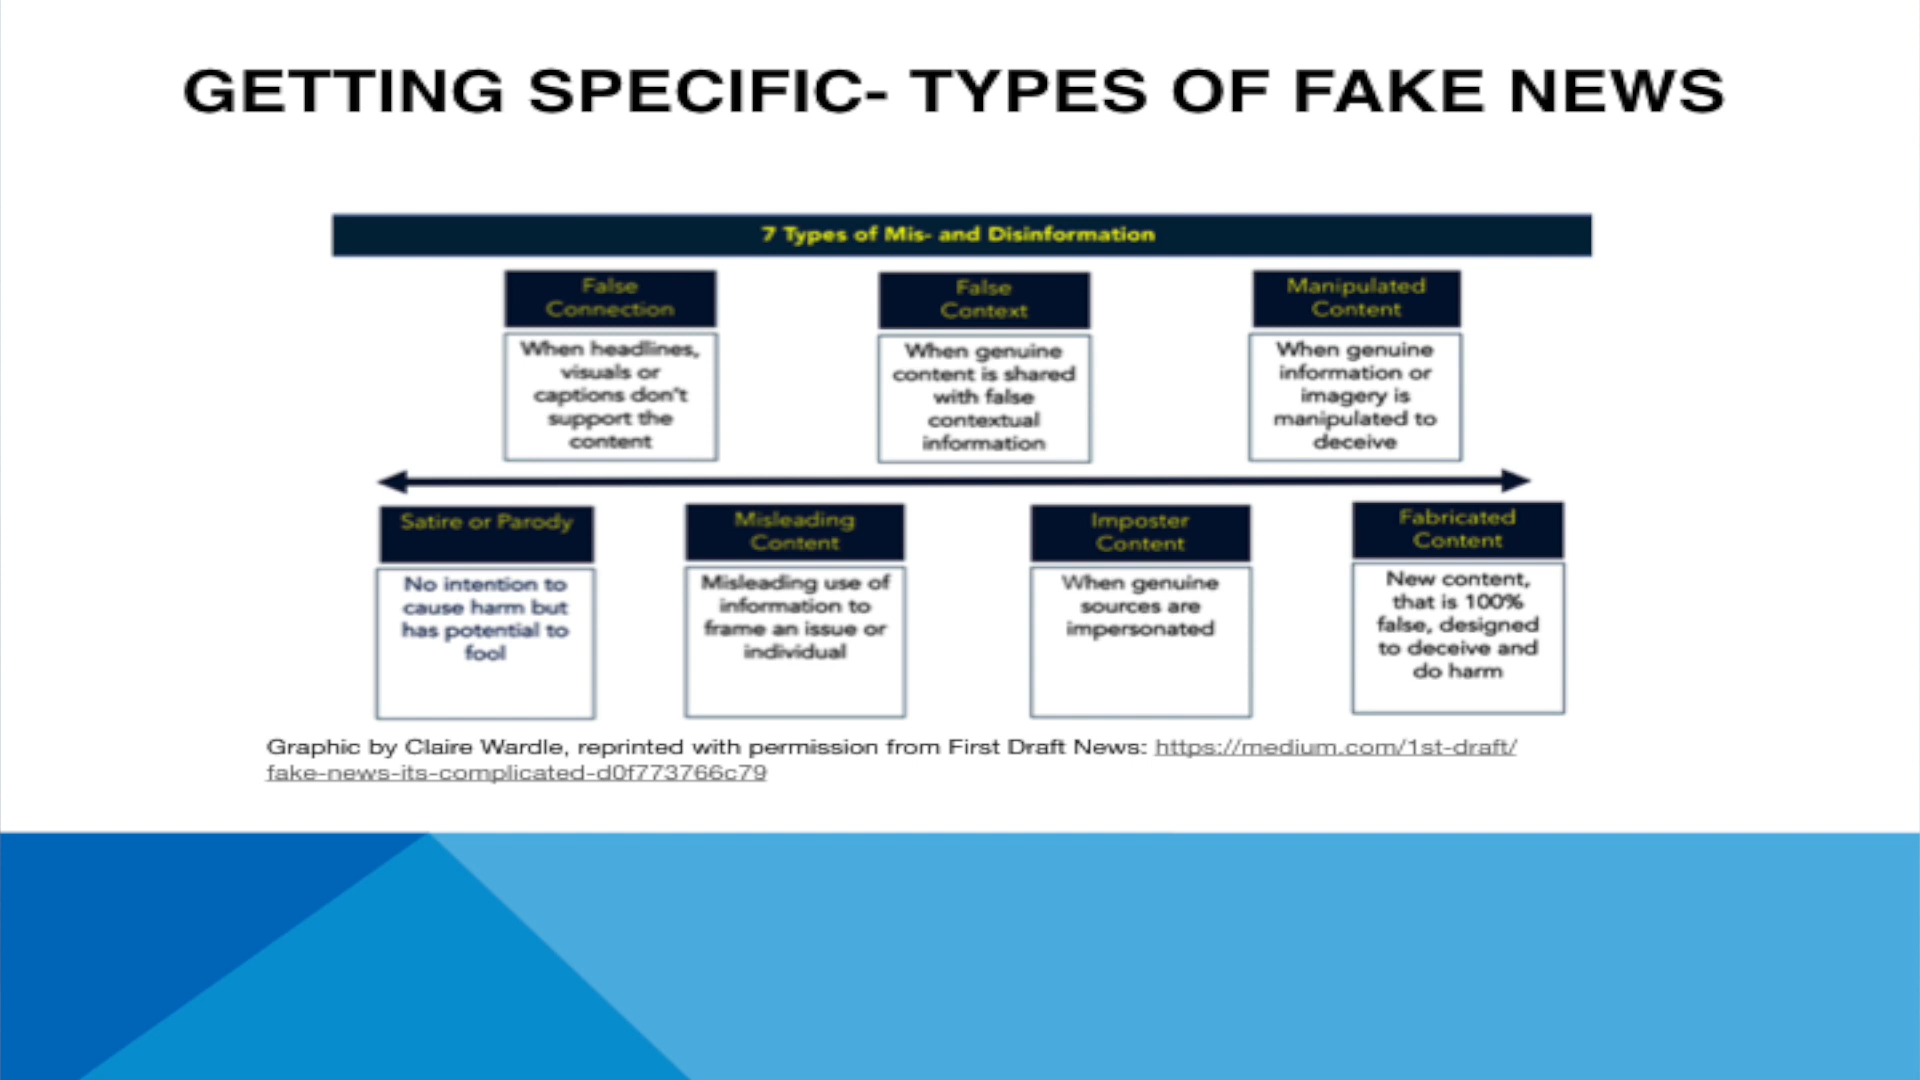 GETTING SPECIFIC- TYPES OF FAKE NEWS
7 Types of Mis- and Disinformation
False
Connection
When headlines,
visuals or
captions don't
support the
content
False
Context
When genuine
content is shared
with false
contextual
information
Manipulated
Content
When genuine
information or
imagery is
manipulated to
deceive
Satire or Parody
No intention to
cause harm but
has potential to
fool
Misleading
Content
Misleading use of
information to
frame an issue or
individual
Imposter
Content
When genuine
sources are
impersonated
Fabricated
Content
New content,
that is 100%
false, designed
to deceive and
do harm
Graphic by Claire Wardle, reprinted with permission from First Draft News: https://medium.com/1st-draft/
fake-news-its-complicated-d0f773766c79